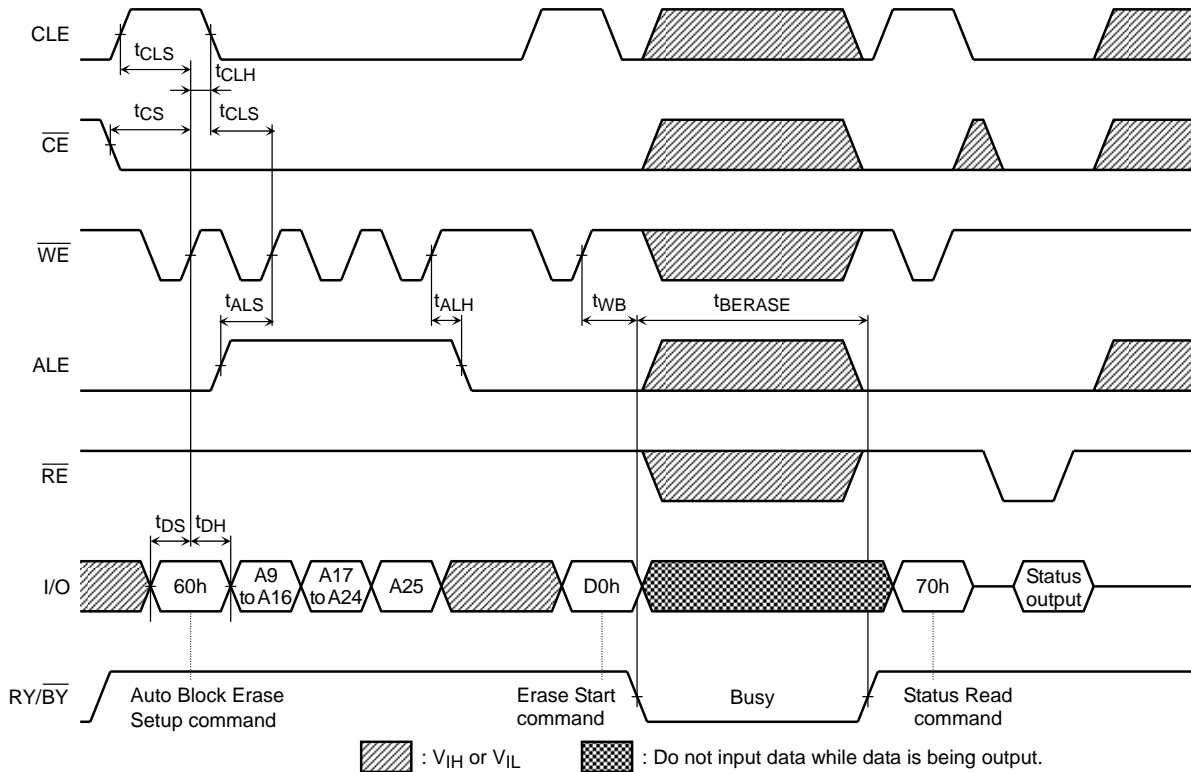 CLE
tCLS
tCLH
tCS
tCLS
CE
WE
tALS
tALH
tWB
tBERASE
ALE
RE
tDS
tDH
I/O
60h
A9
to A16
A17
to A24
A25
D0h
70h
Status
output
RY/BY
Auto Block Erase
Setup command
Erase Start
command
Busy
Status Read
command
: VIH or VIL
: Do not input data while data is being output.